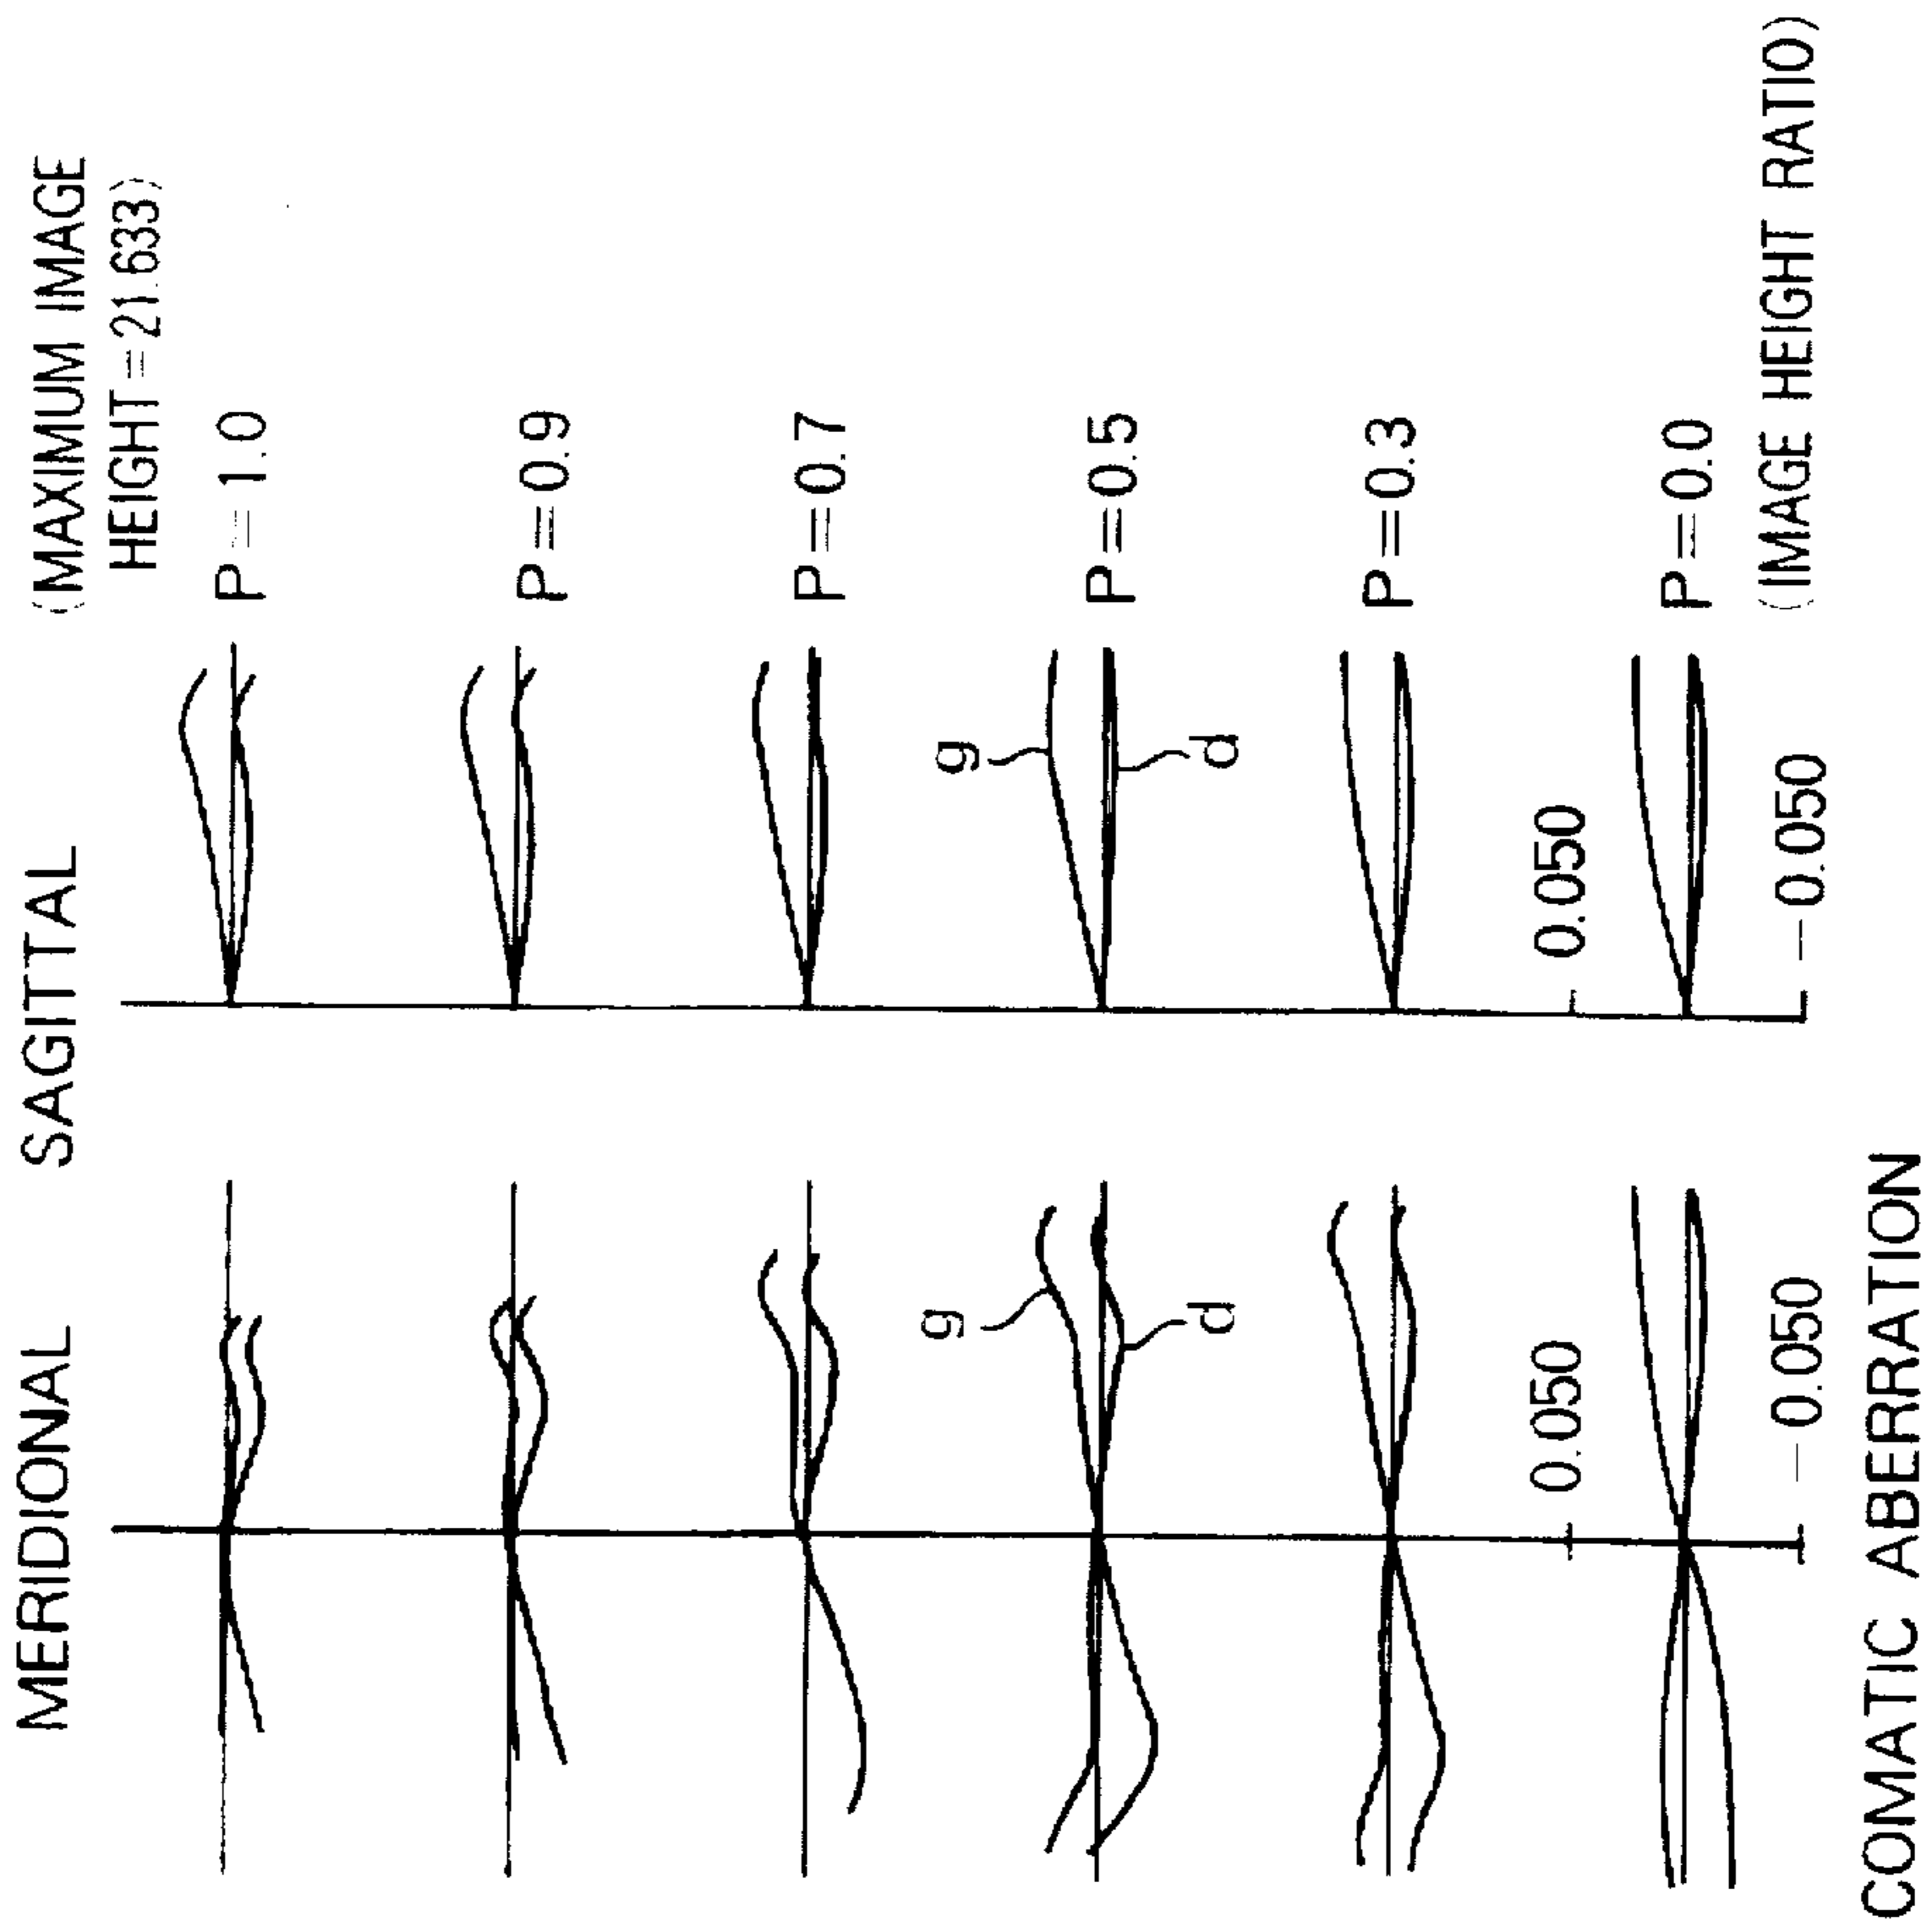 MERIDIONAL SAGITTAL
(MAXIMUM IMAGE
HEIGHT=21.633)
P=1.0
P=0.9
P=0.7
g g
P=0.5
d d
P=0.3
0.050 0.050
P=0.0
-0.050 -0.050
(IMAGE HEIGHT RATIO)
COMATIC ABERRATION